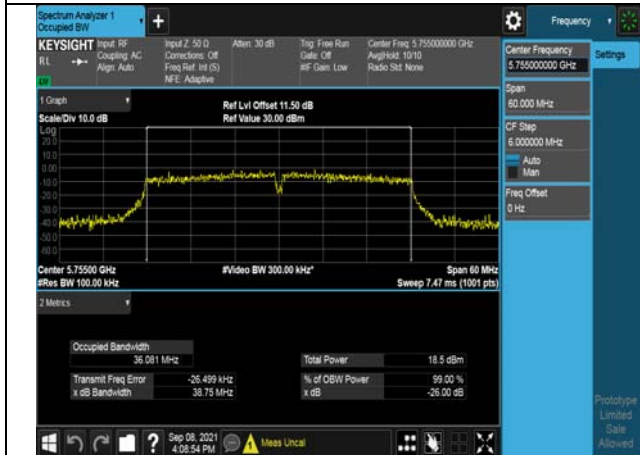 Spectrum Analyzer 1
Occupied BW
+
Frequency
KEYSIGHT
RL
Input: RF
Coupling: AC
Align: Auto
Input Z: 50 Ω
Corrections: Off
Freq Ref: Int (S)
NFE: Adaptive
Atten: 30 dB
Trig: Free Run
Gate: Off
#IF Gain: Low
Center Freq: 5.755000000 GHz
Avg|Hold: 10/10
Radio Std: None
Center Frequency
5.755000000 GHz
Settings
Span
60.000 MHz
CF Step
6.000000 MHz
Auto
Man
Freq Offset
0 Hz
1 Graph
Scale/Div 10.0 dB
Ref Lvl Offset 11.50 dB
Ref Value 30.00 dBm
Log
20.0
10.0
0.00
-10.0
-20.0
-30.0
-40.0
-50.0
-60.0
Center 5.75500 GHz
#Res BW 100.00 kHz
#Video BW 300.00 kHz*
Span 60 MHz
Sweep 7.47 ms (1001 pts)
2 Metrics
Occupied Bandwidth
36.081 MHz
Total Power 18.5 dBm
Transmit Freq Error -26.499 kHz
% of OBW Power 99.00 %
x dB Bandwidth 38.75 MHz
x dB -26.00 dB
Prototype
Limited
Sale
Allowed
?
Sep 08, 2021
4:08:54 PM
Meas Uncal